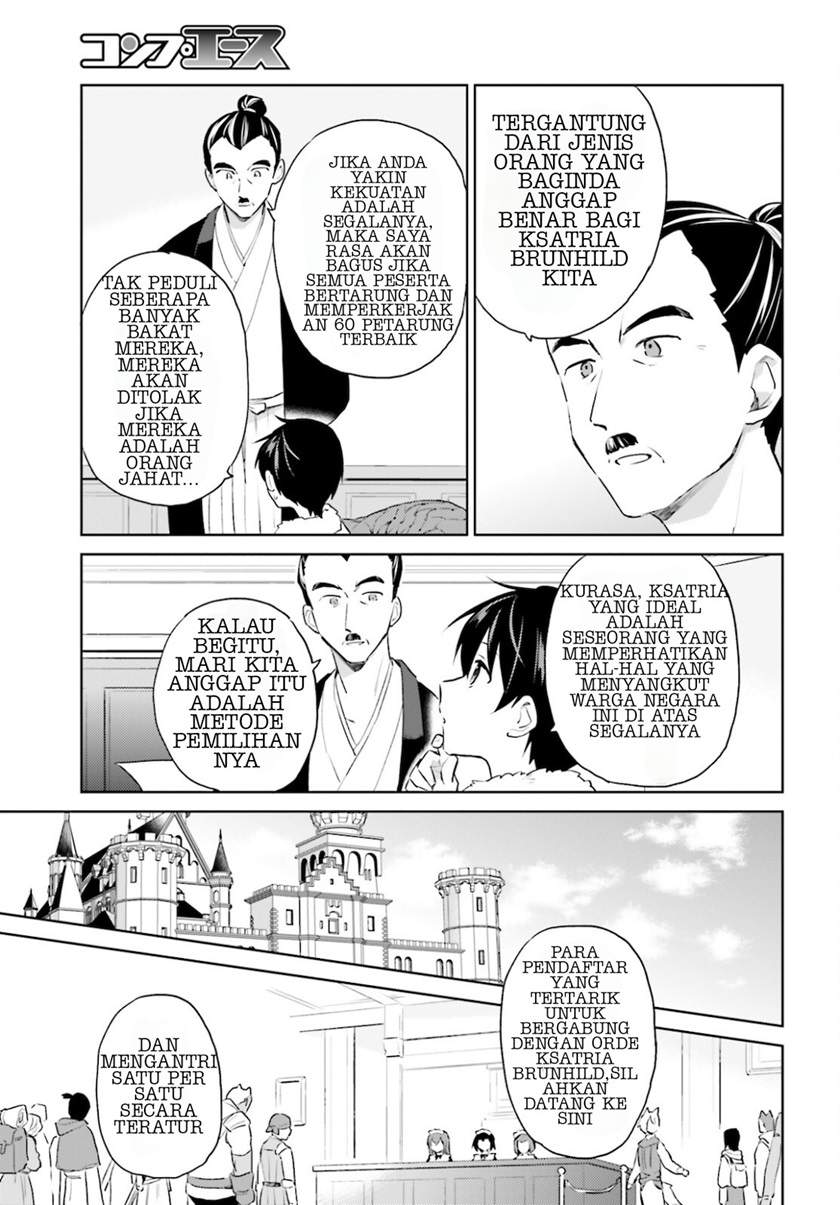 コンプエース
TERGANTUNG
DARI JENIS
ORANG YANG
BAGINDA
ANGGAP
BENAR BAGI
KSATRIA
BRUNHILD
KITA
JIKA ANDA
YAKIN
KEKUATAN
ADALAH
SEGALANYA,
MAKA SAYA
RASA AKAN
BAGUS JIKA
SEMUA PESERTA
BERTARUNG DAN
MEMPERKERJAK
AN 60 PETARUNG
TERBAIK
TAK PEDULI
SEBERAPA
BANYAK
BAKAT
MEREKA,
MEREKA
AKAN
DITOLAK
JIKA
MEREKA
ADALAH
ORANG
JAHAT...
KURASA, KSATRIA
YANG IDEAL
ADALAH
SESEORANG YANG
MEMPERHATIKAN
HAL-HAL YANG
MENYANGKUT
WARGA NEGARA
INI DI ATAS
SEGALANYA
KALAU
BEGITU,
MARI KITA
ANGGAP ITU
ADALAH
METODE
PEMILIHAN
NYA
PARA
PENDAFTAR
YANG
TERTARIK
UNTUK
BERGABUNG
DENGAN ORDE
KSATRIA
BRUNHILD,SIL
AHKAN
DATANG KE
SINI
DAN
MENGANTRI
SATU PER
SATU
SECARA
TERATUR